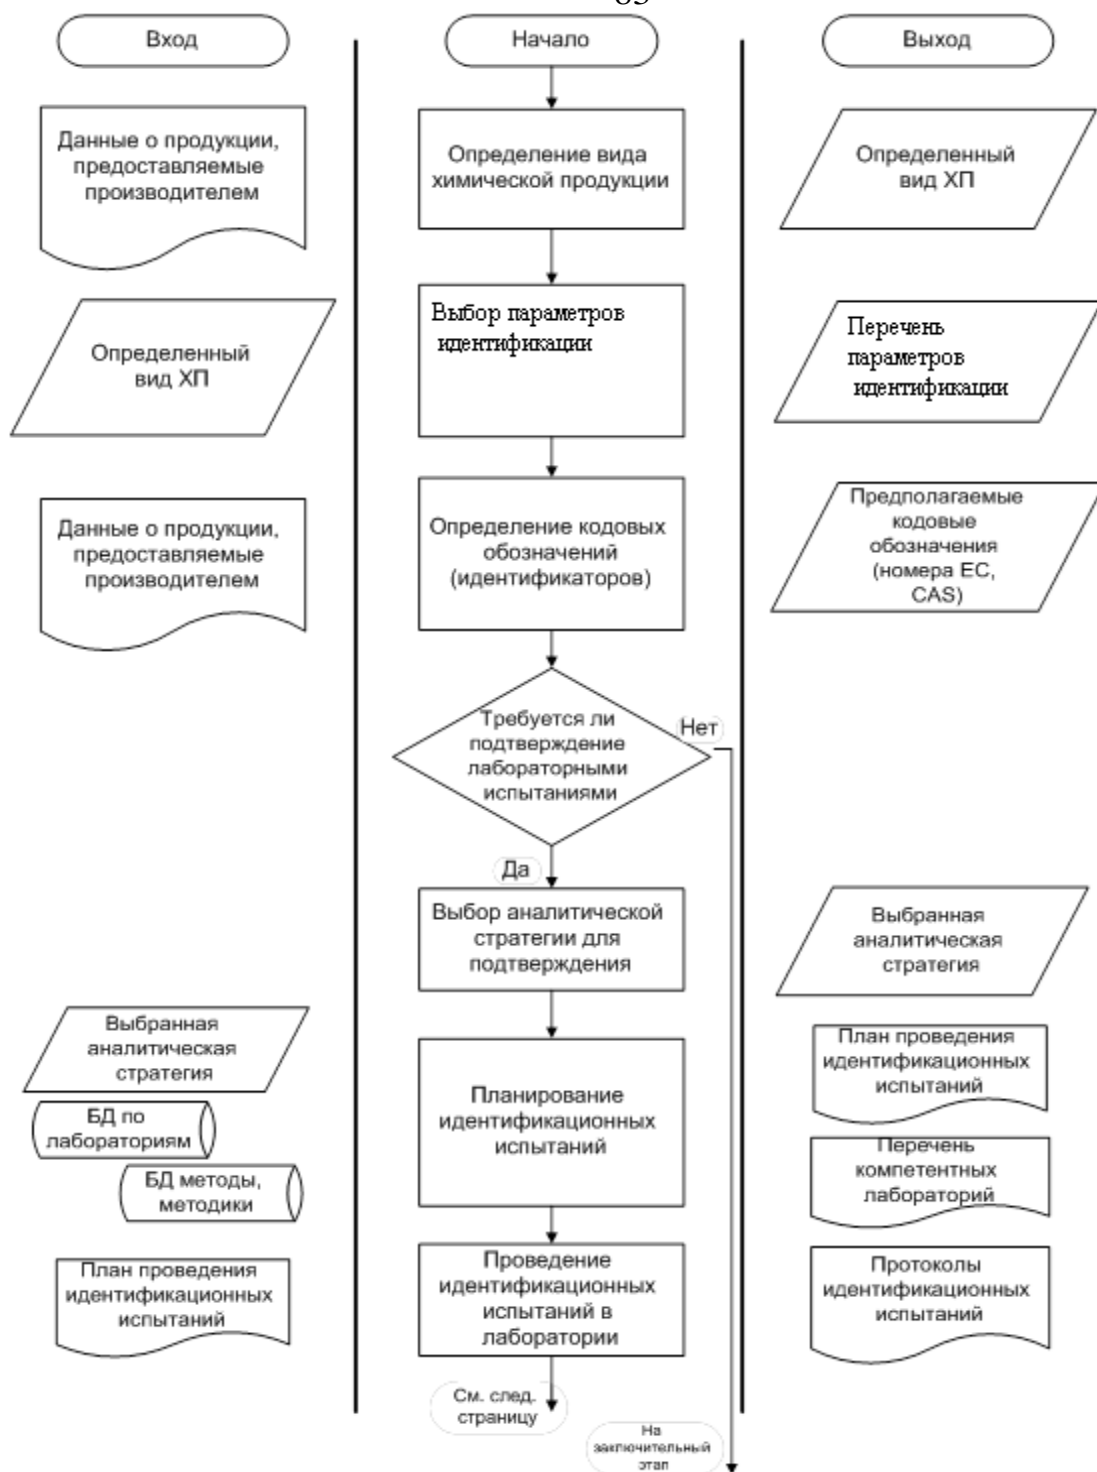 Вход
Начало
Выход
Данные о продукции,
предоставляемые
производителем
Определение вида
химической продукции
Определенный
вид ХП
Определенный
вид ХП
Выбор параметров
идентификации
Перечень
параметров
идентификации
Данные о продукции,
предоставляемые
производителем
Определение кодовых
обозначений
(идентификаторов)
Предполагаемые
кодовые
обозначения
(номера ЕС,
CAS)
Требуется ли
подтверждение
лабораторными
испытаниями
Нет
Да
Выбор аналитической
стратегии для
подтверждения
Выбранная
аналитическая
стратегия
Выбранная
аналитическая
стратегия
БД по
лабораториям
БД методы,
методики
Планирование
идентификационных
испытаний
План проведения
идентификационных
испытаний
Перечень
компетентных
лабораторий
План проведения
идентификационных
испытаний
Проведение
идентификационных
испытаний в
лаборатории
Протоколы
идентификационных
испытаний
См. след.
страницу
На
заключительный
этап